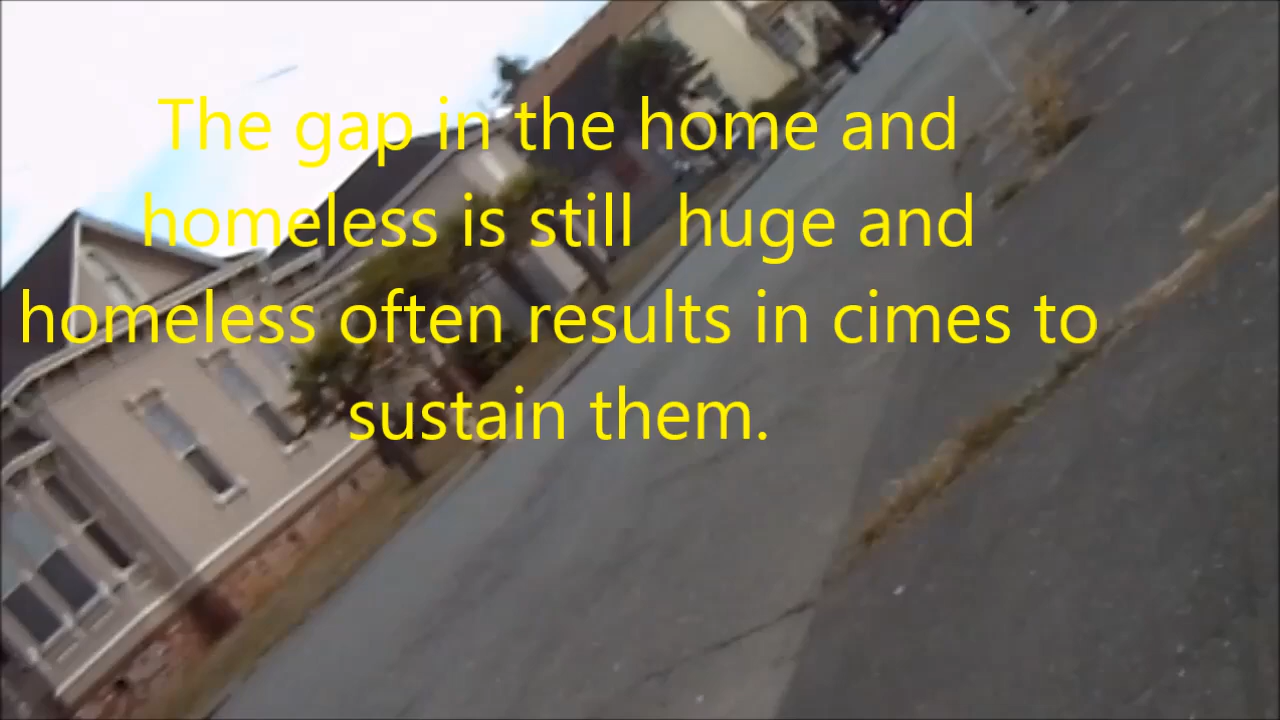 The gap in the home and
homeless is still  huge and
homeless often results in cimes to
sustain them.